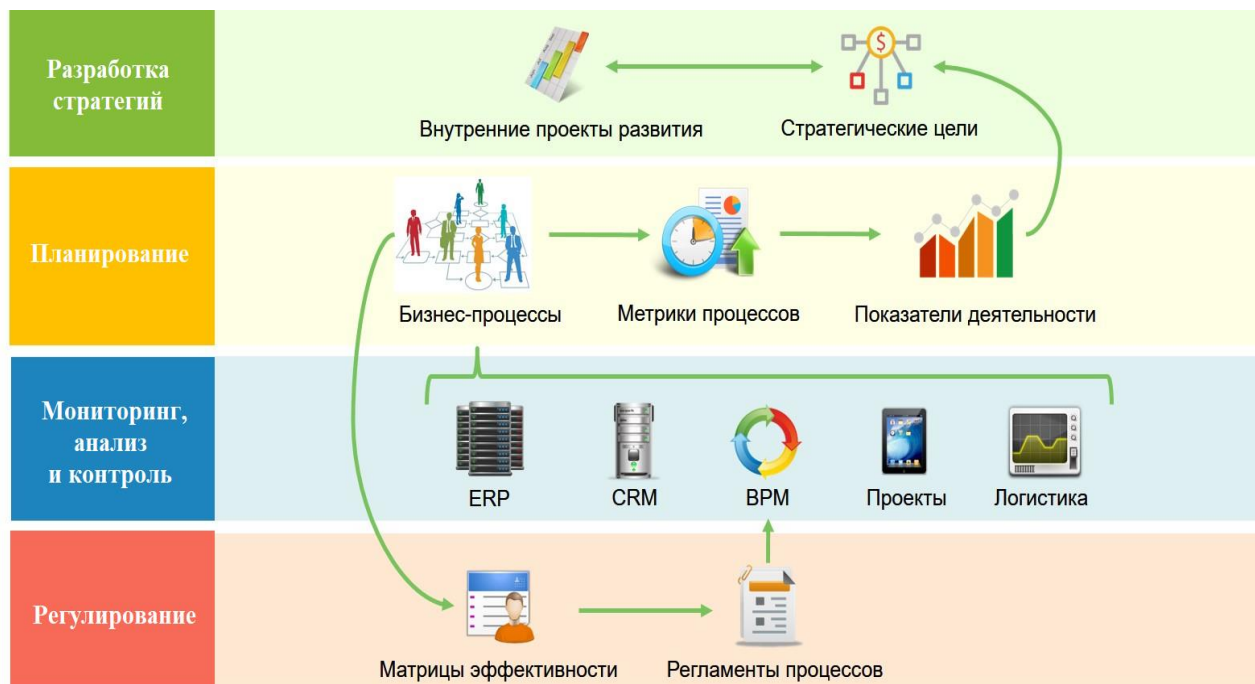 Разработка
стратегий
Внутренние проекты развития
Стратегические цели
Планирование
Бизнес-процессы
Метрики процессов
Показатели деятельности
Мониторинг,
анализ
и контроль
ERP
CRM
BPM
Проекты
Логистика
Регулирование
Матрицы эффективности
Регламенты процессов